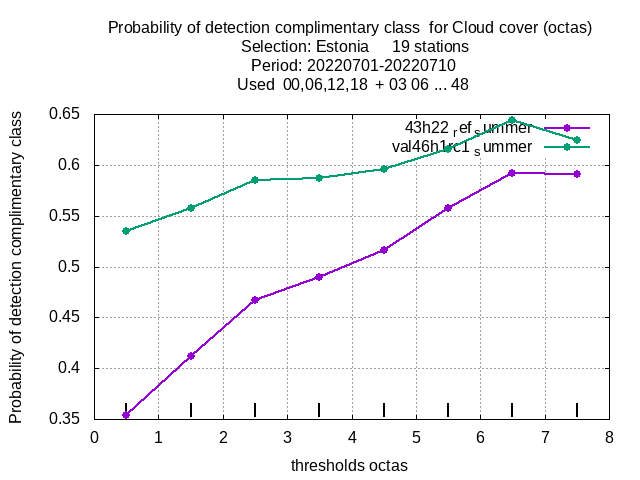 Probability of detection complimentary class for Cloud cover (octas)
Selection: Estonia 19 stations
Period: 20220701-20220710
Used 00,06,12,18 + 03 06 ... 48
Probability of detection complimentary class
0.65
0.6
0.55
0.5
0.45
0.4
0.35
43h22 ref summer
val46h1rc1 summer
0 1 2 3 4 5 6 7 8
thresholds octas